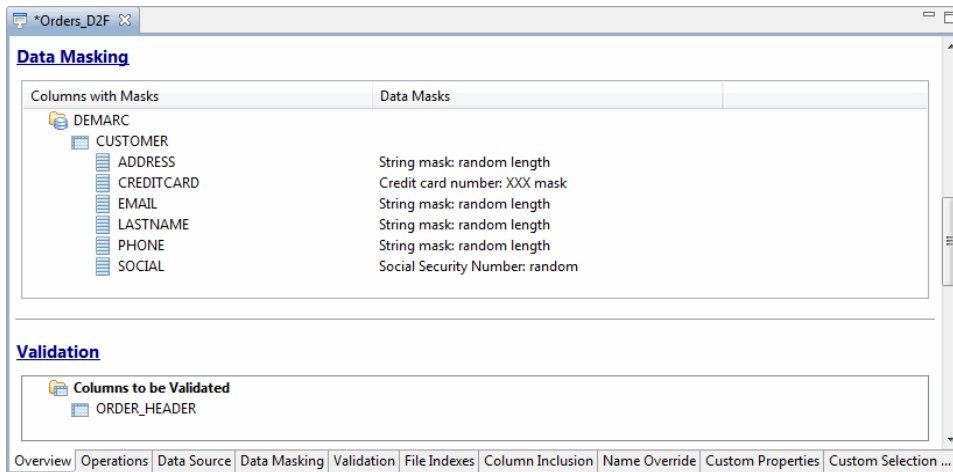 *Orders_D2F
Data Masking
Columns with Masks Data Masks
DEMARC
CUSTOMER
ADDRESS String mask: random length
CREDITCARD Credit card number: XXX mask
EMAIL String mask: random length
LASTNAME String mask: random length
PHONE String mask: random length
SOCIAL Social Security Number: random
Validation
Columns to be Validated
ORDER_HEADER
Overview Operations Data Source Data Masking Validation File Indexes Column Inclusion Name Override Custom Properties Custom Selection ...